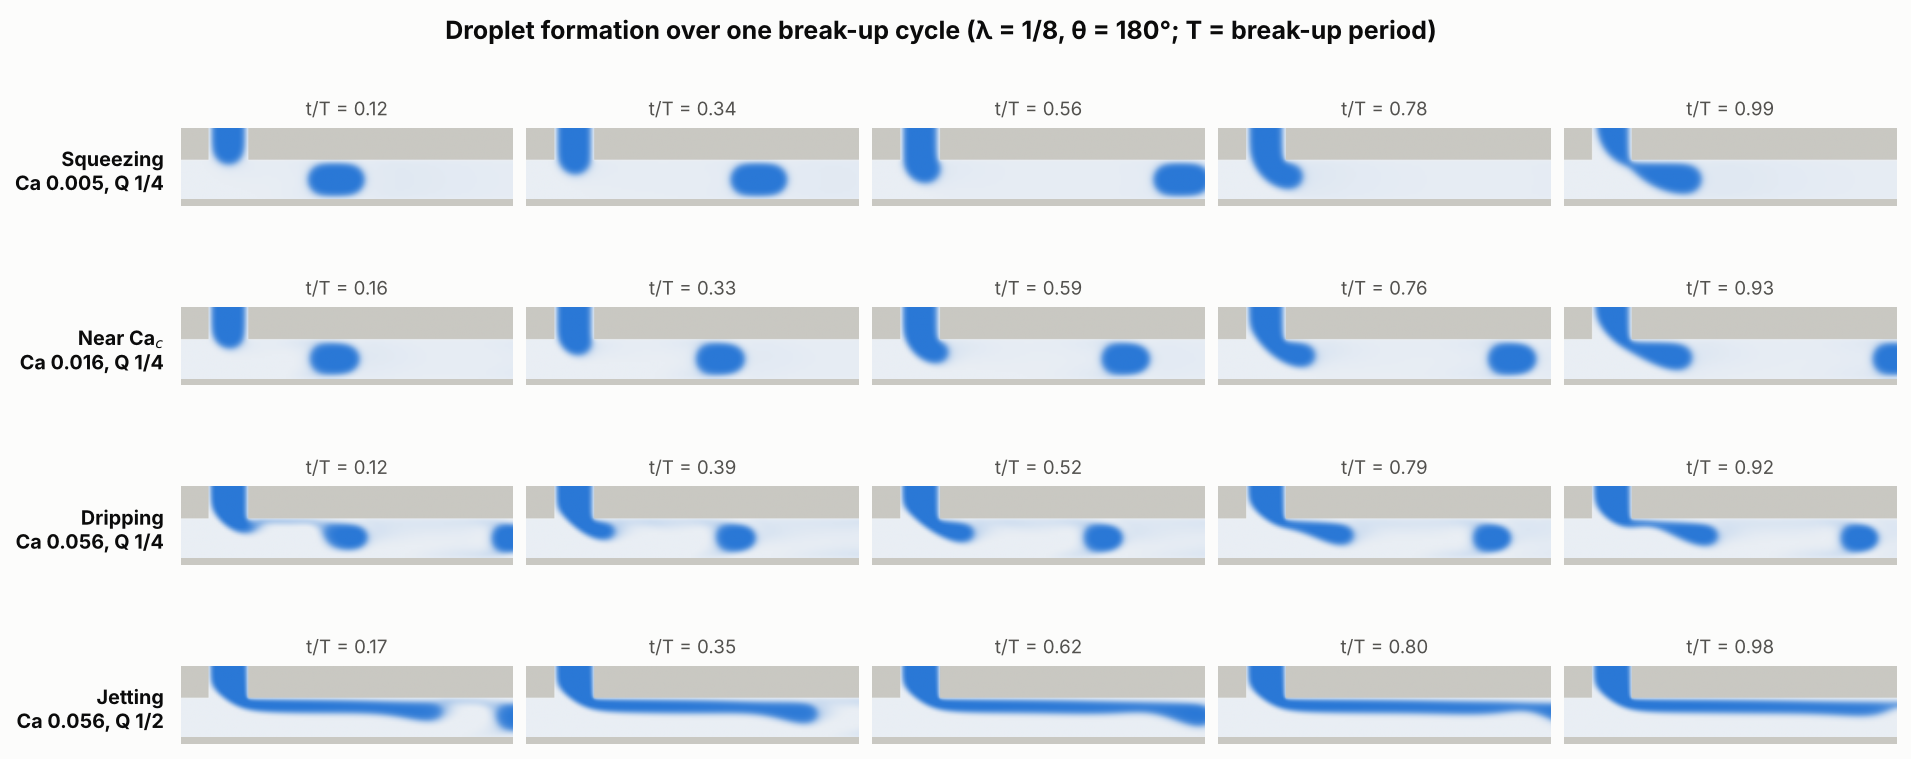 Droplet formation over one break-up cycle (λ = 1/8, θ = 180°; T = break-up period)
t/T = 0.12
t/T = 0.34
t/T = 0.56
t/T = 0.78
t/T = 0.99
Squeezing
Ca 0.005, Q 1/4
t/T = 0.16
t/T = 0.33
t/T = 0.59
t/T = 0.76
t/T = 0.93
Near Ca_c
Ca 0.016, Q 1/4
t/T = 0.12
t/T = 0.39
t/T = 0.52
t/T = 0.79
t/T = 0.92
Dripping
Ca 0.056, Q 1/4
t/T = 0.17
t/T = 0.35
t/T = 0.62
t/T = 0.80
t/T = 0.98
Jetting
Ca 0.056, Q 1/2